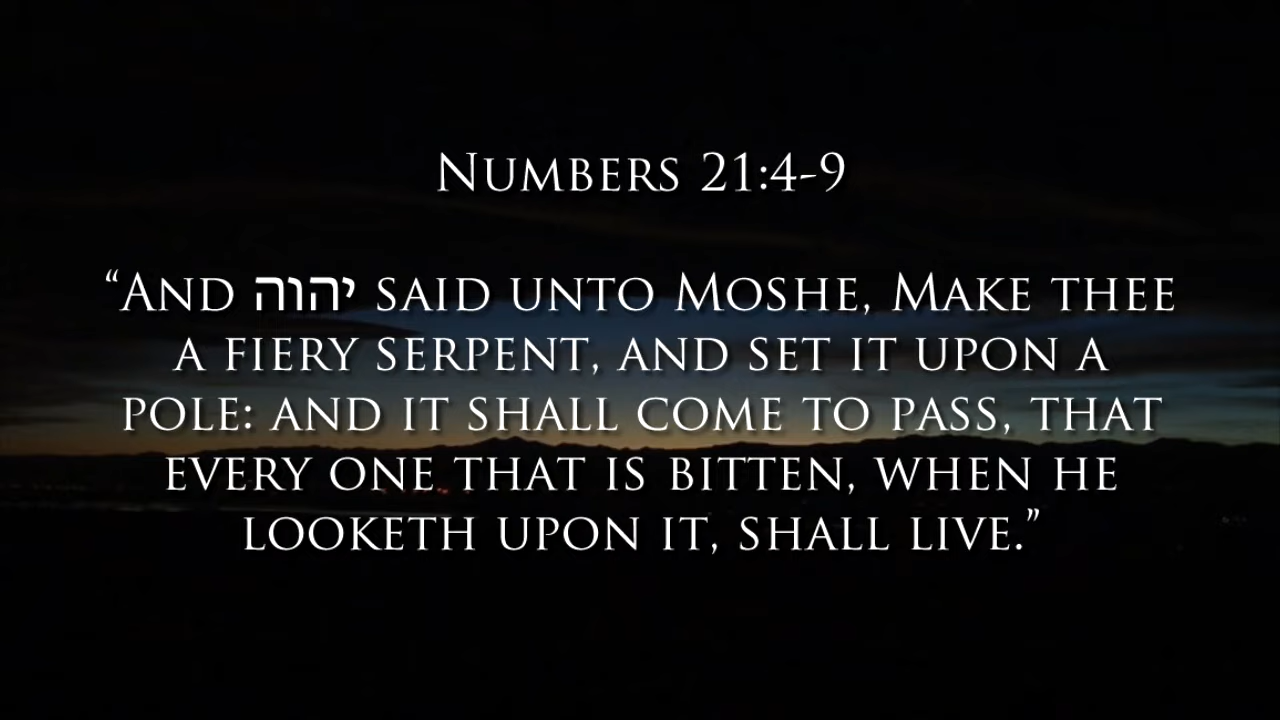 Numbers 21:4-9
“And יהוה said unto Moshe, Make thee
a fiery serpent, and set it upon a
pole: and it shall come to pass, that
every one that is bitten, when he
looketh upon it, shall live.”